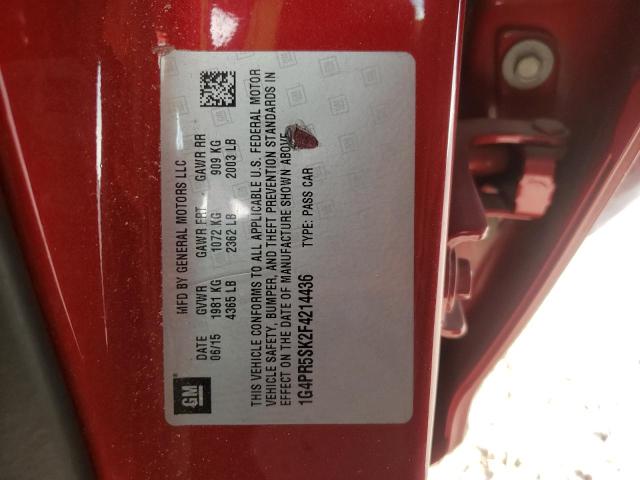 GM
MFD BY GENERAL MOTORS LLC
DATE GVWR GAWR FRT GAWR RR
06/15 1981 KG 1072 KG 909 KG
4365 LB 2362 LB 2003 LB
THIS VEHICLE CONFORMS TO ALL APPLICABLE U.S. FEDERAL MOTOR
VEHICLE SAFETY, BUMPER, AND THEFT PREVENTION STANDARDS IN
EFFECT ON THE DATE OF MANUFACTURE SHOWN ABOVE
1G4PR5SK2F4214436 TYPE: PASS CAR